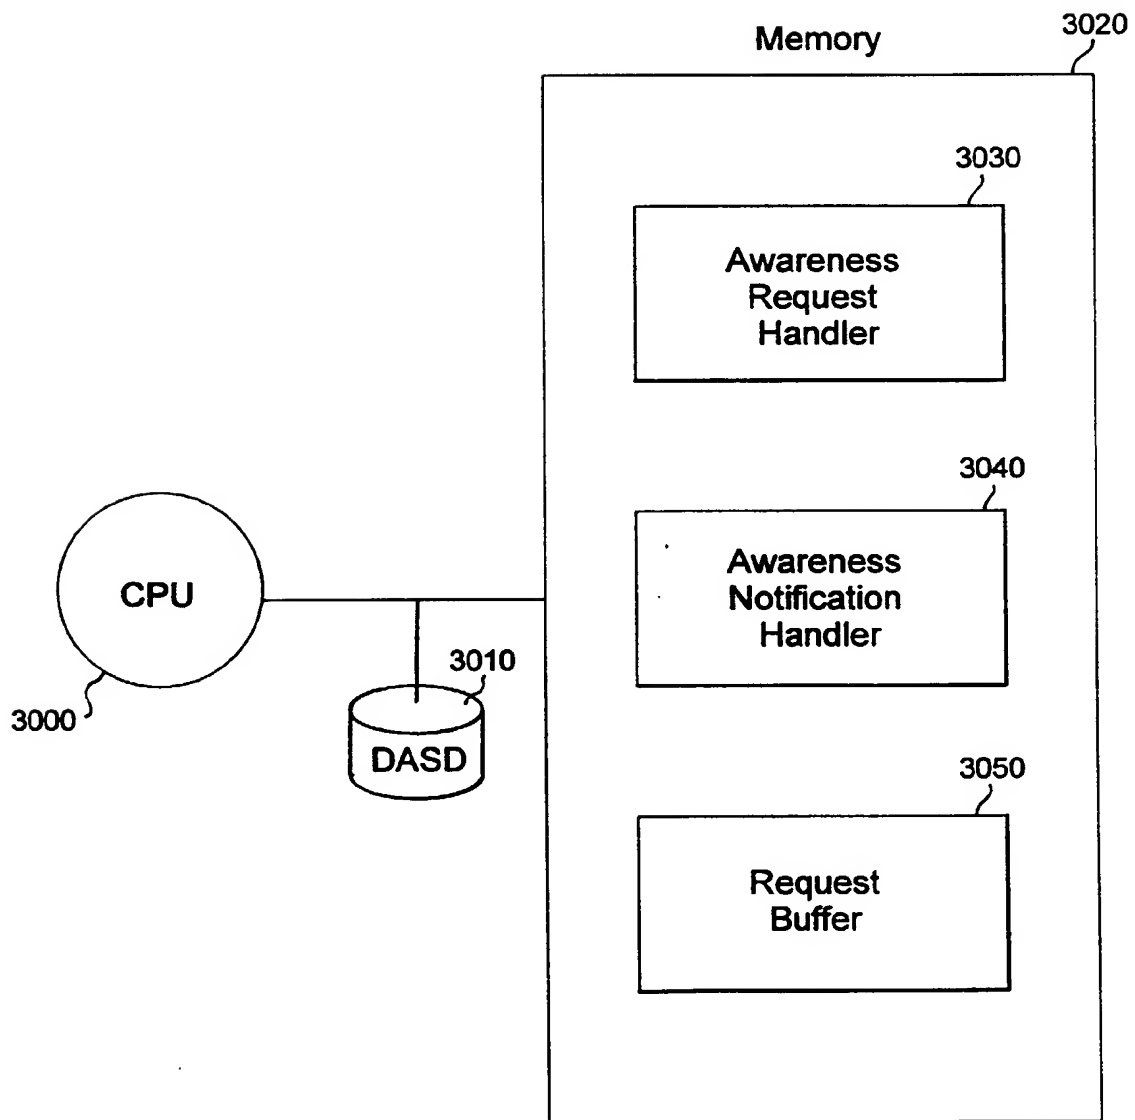 Memory
3020
3030
Awareness
Request
Handler
3040
Awareness
Notification
Handler
CPU
3000
3010
DASD
3050
Request
Buffer